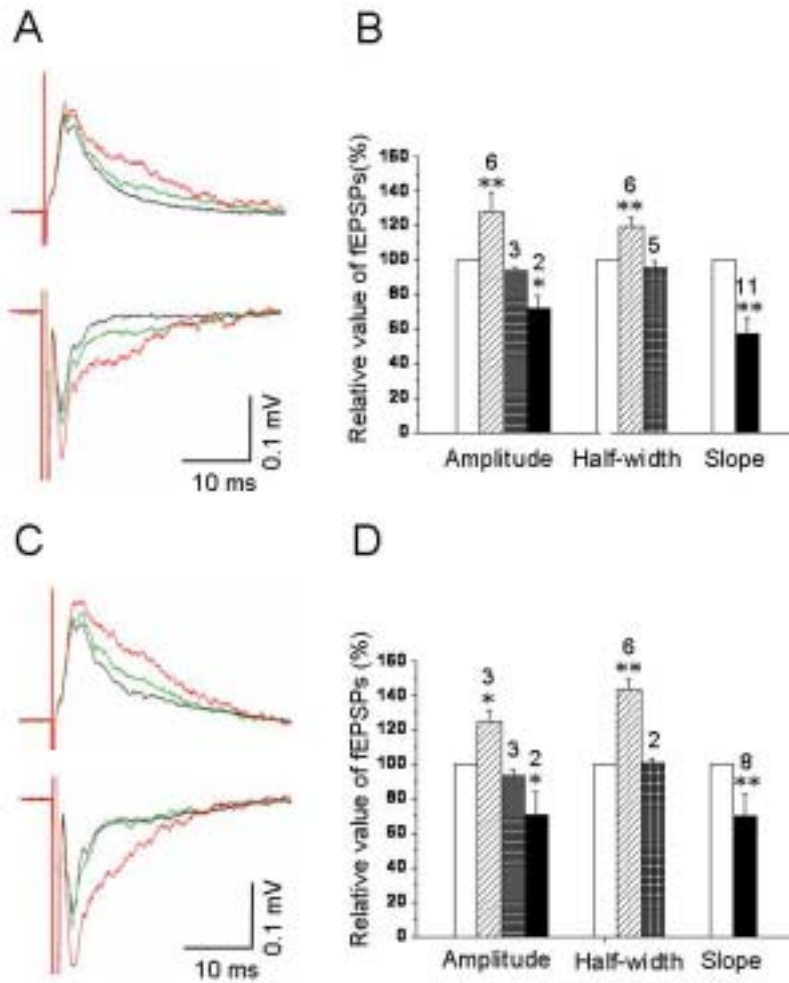 A
0.1 mV
10 ms
B
Relative value of fEPSPs(%)
160
140
120
100
80
60
40
20
0
6
**
3
2
*
6
**
5
11
**
Amplitude
Half-width
Slope
C
0.1 mV
10 ms
D
Relative value of fEPSPs (%)
160
140
120
100
80
60
40
20
0
3
*
3
2
*
6
**
2
**
Amplitude
Half-width
Slope